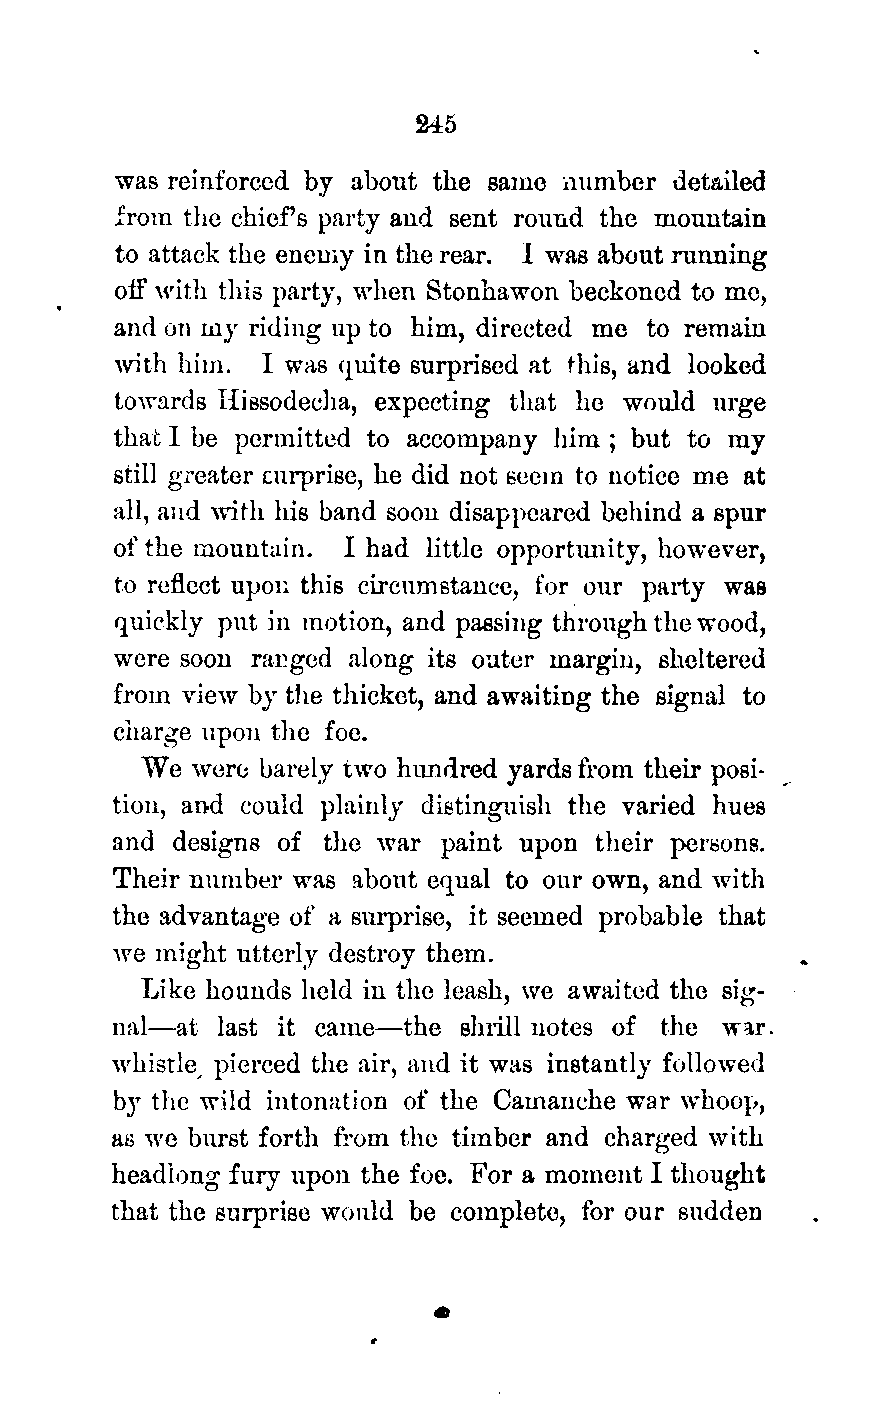 245
was reinforced by about the same number detailed
from the chief's party and sent round the mountain
to attack the enemy in the rear. I was about running
off with this party, when Stonhawon beckoned to me,
and on my riding up to him, directed me to remain
with him. I was quite surprised at this, and looked
towards Hissodecha, expecting that he would urge
that I be permitted to accompany him ; but to my
still greater surprise, he did not seem to notice me at
all, and with his band soon disappeared behind a spur
of the mountain. I had little opportunity, however,
to reflect upon this circumstance, for our party was
quickly put in motion, and passing through the wood,
were soon ranged along its outer margin, sheltered
from view by the thicket, and awaiting the signal to
charge upon the foe.
We were barely two hundred yards from their posi-
tion, and could plainly distinguish the varied hues
and designs of the war paint upon their persons.
Their number was about equal to our own, and with
the advantage of a surprise, it seemed probable that
we might utterly destroy them.
Like hounds held in the leash, we awaited the sig-
nal—at last it came—the shrill notes of the war.
whistle, pierced the air, and it was instantly followed
by the wild intonation of the Camanche war whoop,
as we burst forth from the timber and charged with
headlong fury upon the foe. For a moment I thought
that the surprise would be complete, for our sudden